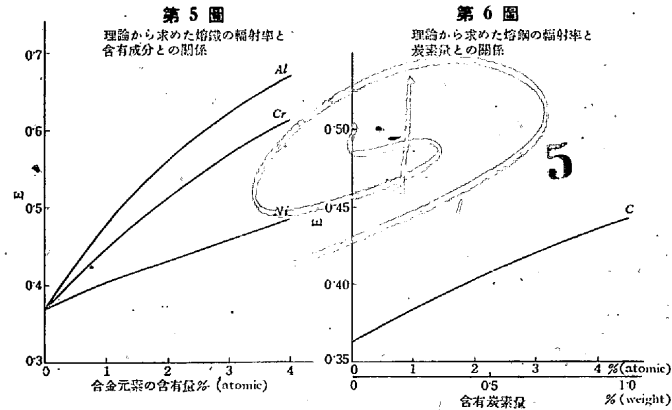 第5圖
理論から求めた熔鐵の輻射率と
含有成分との關係
0·7
0·6
0·5
0·4
0·3
E
Al
Cr
Ni
0
1
2
3
4
合金元素の含有量% (atomic)
第6圖
理論から求めた熔鋼の輻射率と
炭素量との關係
0·50
0·45
0·40
0·35
E
C
5
0
1
2
3
4
%(atomic)
0
0·5
1·0
含有炭素量
%(weight)